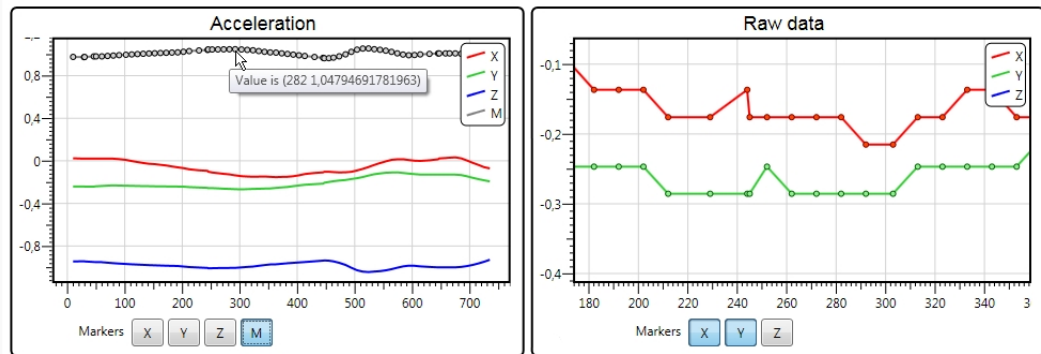 Acceleration
0,8
0,4
0
-0,4
-0,8
0 100 200 300 400 500 600 700
X
Y
Z
M
Value is (282 1,04794691781963)
Markers X Y Z M
Raw data
-0,1
-0,2
-0,3
-0,4
180 200 220 240 260 280 300 320 340 3
X
Y
Z
Markers X Y Z